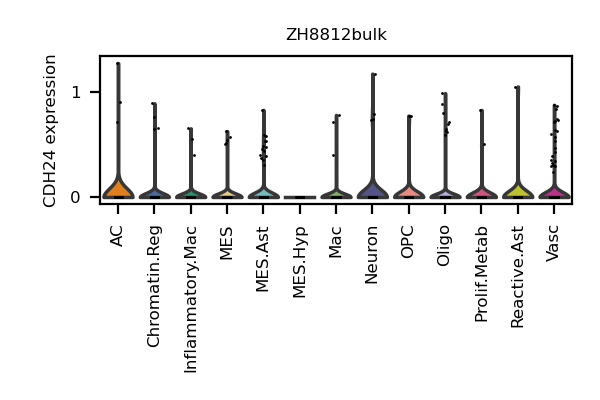 ZH8812bulk
CDH24 expression
1
0
AC
Chromatin.Reg
Inflammatory.Mac
MES
MES.Ast
MES.Hyp
Mac
Neuron
OPC
Oligo
Prolif.Metab
Reactive.Ast
Vasc